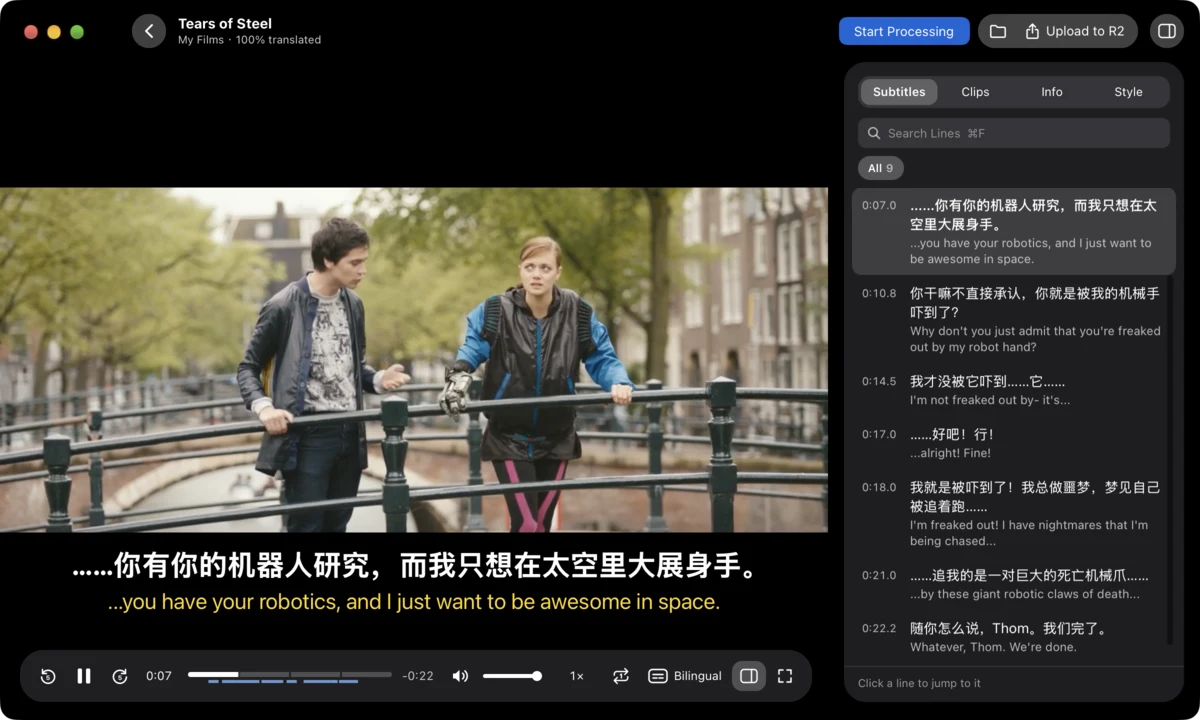 Tears of Steel
My Films · 100% translated
Start Processing
Upload to R2
Subtitles
Clips
Info
Style
Search Lines ⌘F
All 9
0:07.0
……你有你的机器人研究，而我只想在太
空里大展身手。
...you have your robotics, and I just want to
be awesome in space.
0:10.8
你干嘛不直接承认，你就是被我的机械手
吓到了？
Why don't you just admit that you're freaked
out by my robot hand?
0:14.5
我才没被它吓到……它……
I'm not freaked out by- it's...
0:17.0
……好吧！行！
...alright! Fine!
0:18.0
我就是被吓到了！我总做噩梦，梦见自己
被追着跑……
I'm freaked out! I have nightmares that I'm
being chased...
0:21.0
……追我的是一对巨大的死亡机械爪……
...by these giant robotic claws of death...
0:22.2
随你怎么说，Thom。我们完了。
Whatever, Thom. We're done.
Click a line to jump to it
……你有你的机器人研究，而我只想在太空里大展身手。
...you have your robotics, and I just want to be awesome in space.
5
5
0:07
-0:22
1×
Bilingual